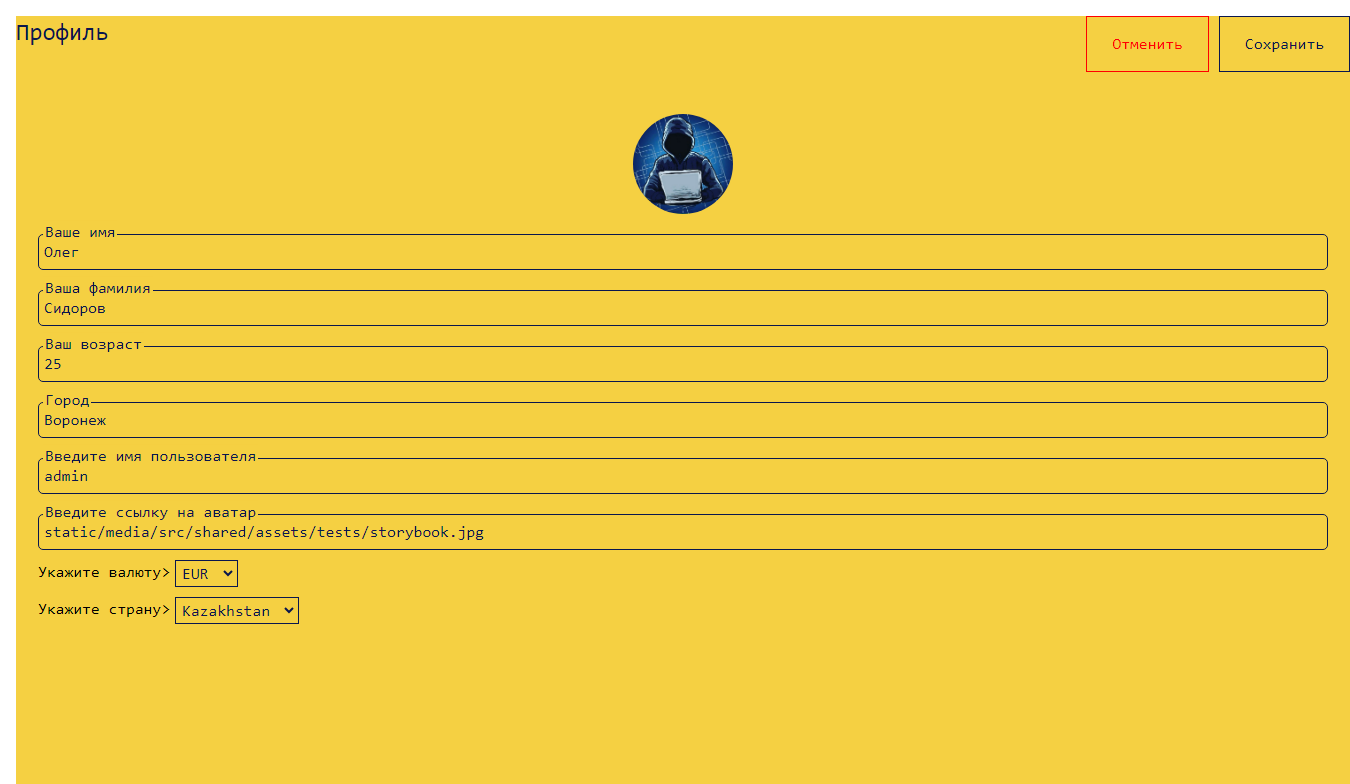 Профиль
Отменить
Сохранить
Ваше имя
Олег
Ваша фамилия
Сидоров
Ваш возраст
25
Город
Воронеж
Введите имя пользователя
admin
Введите ссылку на аватар
static/media/src/shared/assets/tests/storybook.jpg
Укажите валюту> EUR
Укажите страну> Kazakhstan